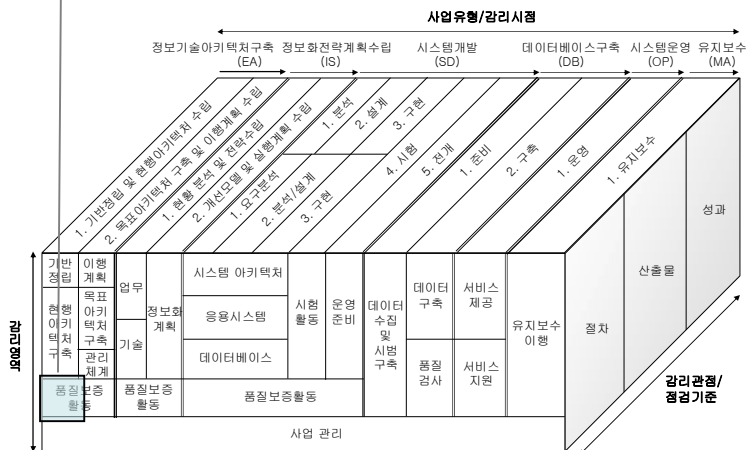 사업유형/감리시점
정보기술아키텍처구축
(EA)
정보화전략계획수립
(IS)
시스템개발
(SD)
데이터베이스구축
(DB)
시스템운영
(OP)
유지보수
(MA)
1. 기반정립 및 현행아키텍처 수립
2. 목표아키텍처 구축 및 이행계획 수립
1. 현황 분석 및 전략수립
2. 개선모델 및 실행계획 수립
1. 분석
2. 설계
3. 구현
1. 요구분석
2. 분석/설계
3. 구현
4. 시험
5. 전개
1. 준비
2. 구축
1. 운영
1. 유지보수
감리영역
기반
정립
이행
계획
현행
아키
텍처
구축
목표
아키
텍처
구축
관리
체계
품질보증
활동
업무
기술
정보화
계획
품질보증
활동
시스템 아키텍처
응용시스템
데이터베이스
시험
활동
운영
준비
품질보증활동
데이터
수집
및
시범
구축
데이터
구축
품질
검사
서비스
제공
서비스
지원
유지보수
이행
사업 관리
절차
산출물
성과
감리관점/
점검기준